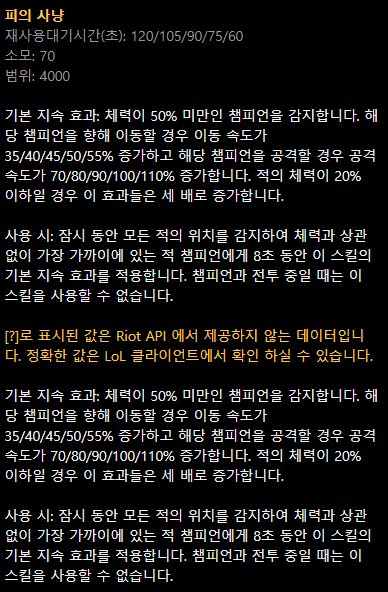 피의 사냥
재사용대기시간(초): 120/105/90/75/60
소모: 70
범위: 4000
기본 지속 효과: 체력이 50% 미만인 챔피언을 감지합니다. 해
당 챔피언을 향해 이동할 경우 이동 속도가
35/40/45/50/55% 증가하고 해당 챔피언을 공격할 경우 공격
속도가 70/80/90/100/110% 증가합니다. 적의 체력이 20%
이하일 경우 이 효과들은 세 배로 증가합니다.
사용 시: 잠시 동안 모든 적의 위치를 감지하여 체력과 상관
없이 가장 가까이에 있는 적 챔피언에게 8초 동안 이 스킬의
기본 지속 효과를 적용합니다. 챔피언과 전투 중일 때는 이
스킬을 사용할 수 없습니다.
[?]로 표시된 값은 Riot API 에서 제공하지 않는 데이터입니
다. 정확한 값은 LoL 클라이언트에서 확인 하실 수 있습니다.
기본 지속 효과: 체력이 50% 미만인 챔피언을 감지합니다. 해
당 챔피언을 향해 이동할 경우 이동 속도가
35/40/45/50/55% 증가하고 해당 챔피언을 공격할 경우 공격
속도가 70/80/90/100/110% 증가합니다. 적의 체력이 20%
이하일 경우 이 효과들은 세 배로 증가합니다.
사용 시: 잠시 동안 모든 적의 위치를 감지하여 체력과 상관
없이 가장 가까이에 있는 적 챔피언에게 8초 동안 이 스킬의
기본 지속 효과를 적용합니다. 챔피언과 전투 중일 때는 이
스킬을 사용할 수 없습니다.